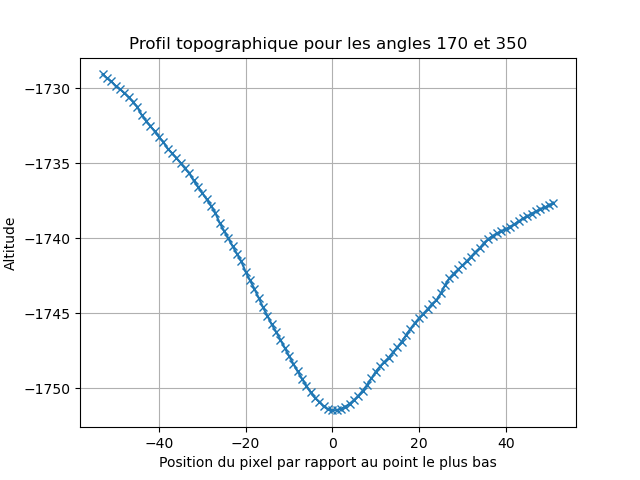 Profil topographique pour les angles 170 et 350
−1730
−1735
−1740
−1745
−1750
Altitude
−40 −20 0 20 40
Position du pixel par rapport au point le plus bas